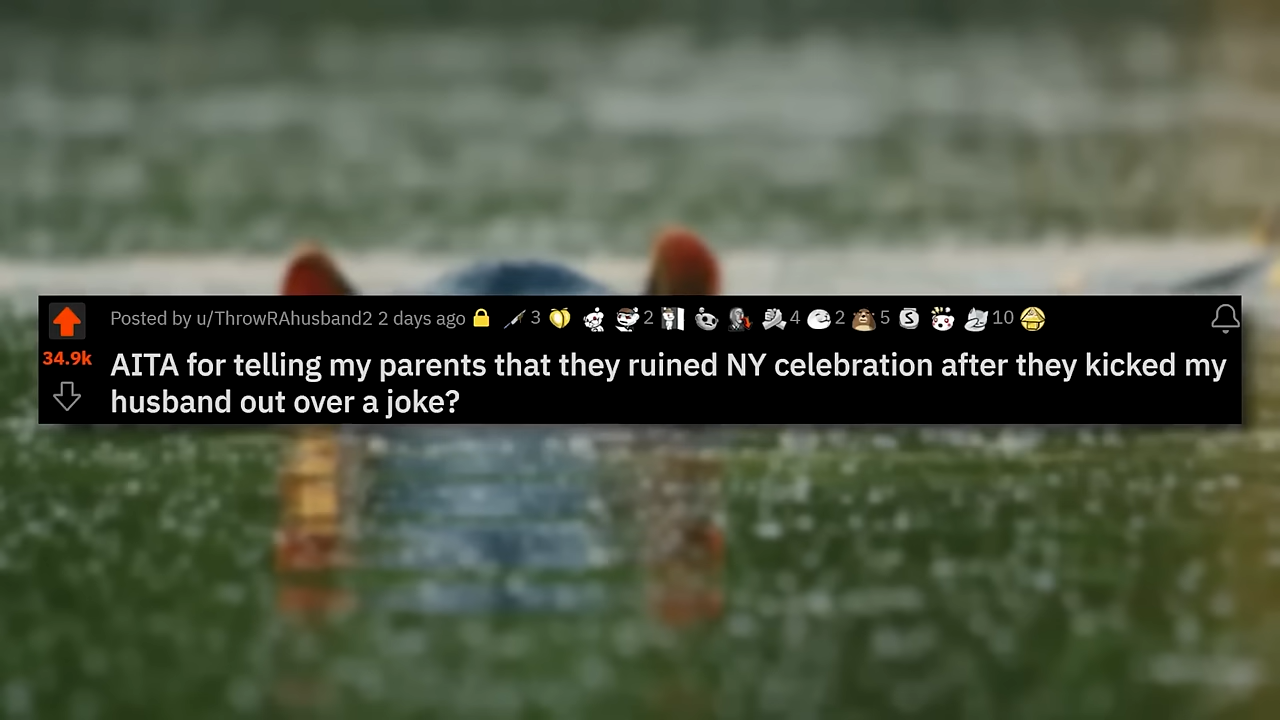 Posted by u/ThrowRAhusband2 2 days ago 3 2 4 2 5 S 10
34.9k
AITA for telling my parents that they ruined NY celebration after they kicked my
husband out over a joke?